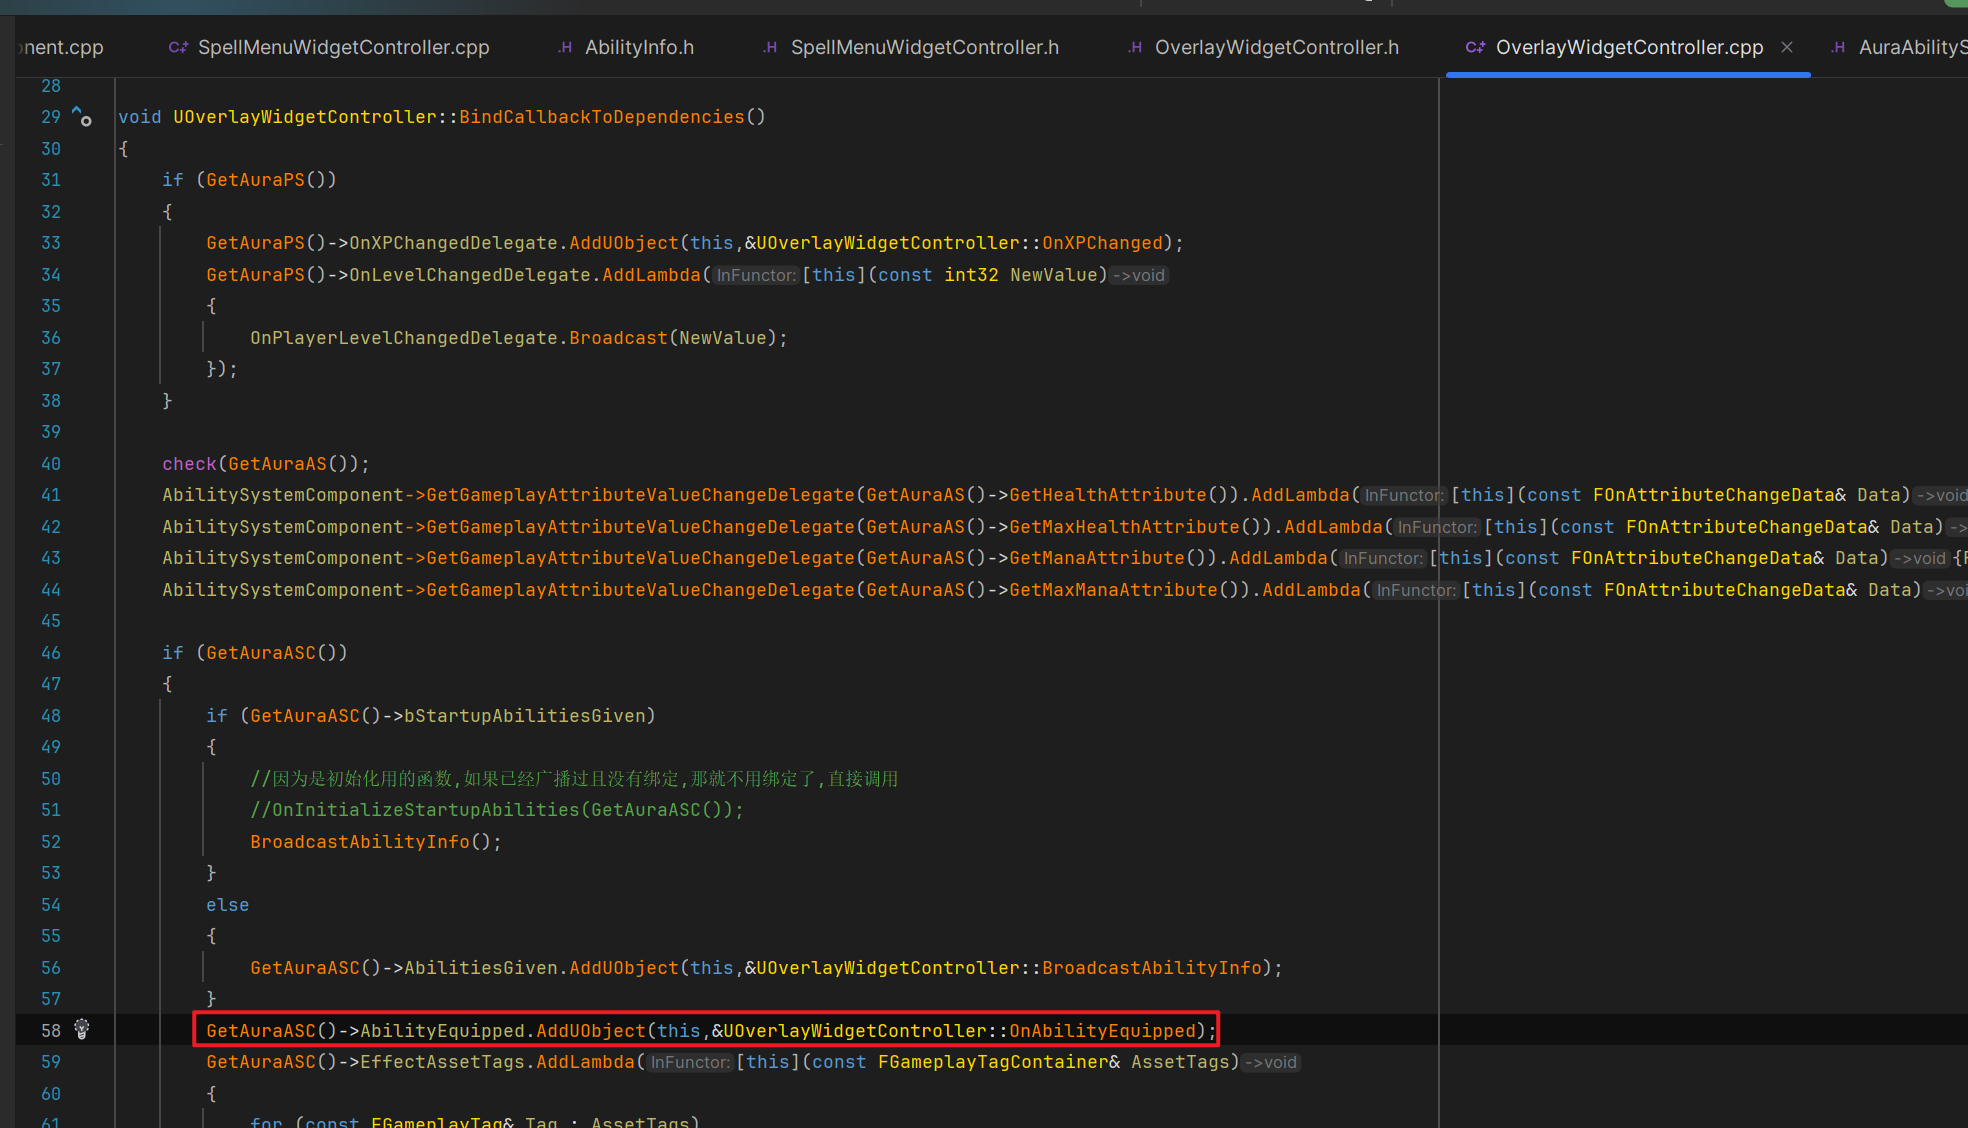 nent.cpp C++ SpellMenuWidgetController.cpp .H AbilityInfo.h .H SpellMenuWidgetController.h .H OverlayWidgetController.h C++ OverlayWidgetController.cpp × .H AuraAbilityS
28
29 void UOverlayWidgetController::BindCallbackToDependencies()
30 {
31 if (GetAuraPS())
32 {
33 GetAuraPS()->OnXPChangedDelegate.AddUObject(this,&UOverlayWidgetController::OnXPChanged);
34 GetAuraPS()->OnLevelChangedDelegate.AddLambda( InFunctor: [this](const int32 NewValue) ->void
35 {
36 OnPlayerLevelChangedDelegate.Broadcast(NewValue);
37 });
38 }
39
40 check(GetAuraAS());
41 AbilitySystemComponent->GetGameplayAttributeValueChangeDelegate(GetAuraAS()->GetHealthAttribute()).AddLambda( InFunctor: [this](const FOnAttributeChangeData& Data) ->void
42 AbilitySystemComponent->GetGameplayAttributeValueChangeDelegate(GetAuraAS()->GetMaxHealthAttribute()).AddLambda( InFunctor: [this](const FOnAttributeChangeData& Data) ->
43 AbilitySystemComponent->GetGameplayAttributeValueChangeDelegate(GetAuraAS()->GetManaAttribute()).AddLambda( InFunctor: [this](const FOnAttributeChangeData& Data) ->void {
44 AbilitySystemComponent->GetGameplayAttributeValueChangeDelegate(GetAuraAS()->GetMaxManaAttribute()).AddLambda( InFunctor: [this](const FOnAttributeChangeData& Data) ->voi
45
46 if (GetAuraASC())
47 {
48 if (GetAuraASC()->bStartupAbilitiesGiven)
49 {
50 //因为是初始化用的函数,如果已经广播过且没有绑定,那就不用绑定了,直接调用
51 //OnInitializeStartupAbilities(GetAuraASC());
52 BroadcastAbilityInfo();
53 }
54 else
55 {
56 GetAuraASC()->AbilitiesGiven.AddUObject(this,&UOverlayWidgetController::BroadcastAbilityInfo);
57 }
58 GetAuraASC()->AbilityEquipped.AddUObject(this,&UOverlayWidgetController::OnAbilityEquipped);
59 GetAuraASC()->EffectAssetTags.AddLambda( InFunctor: [this](const FGameplayTagContainer& AssetTags) ->void
60 {
61 for (const FGameplayTag& Tag : AssetTags)